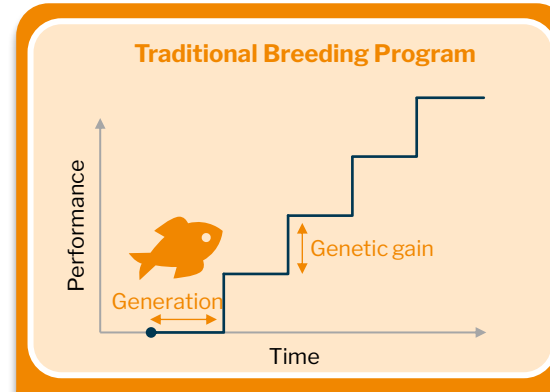 Traditional Breeding Program
Performance
Genetic gain
Generation
Time